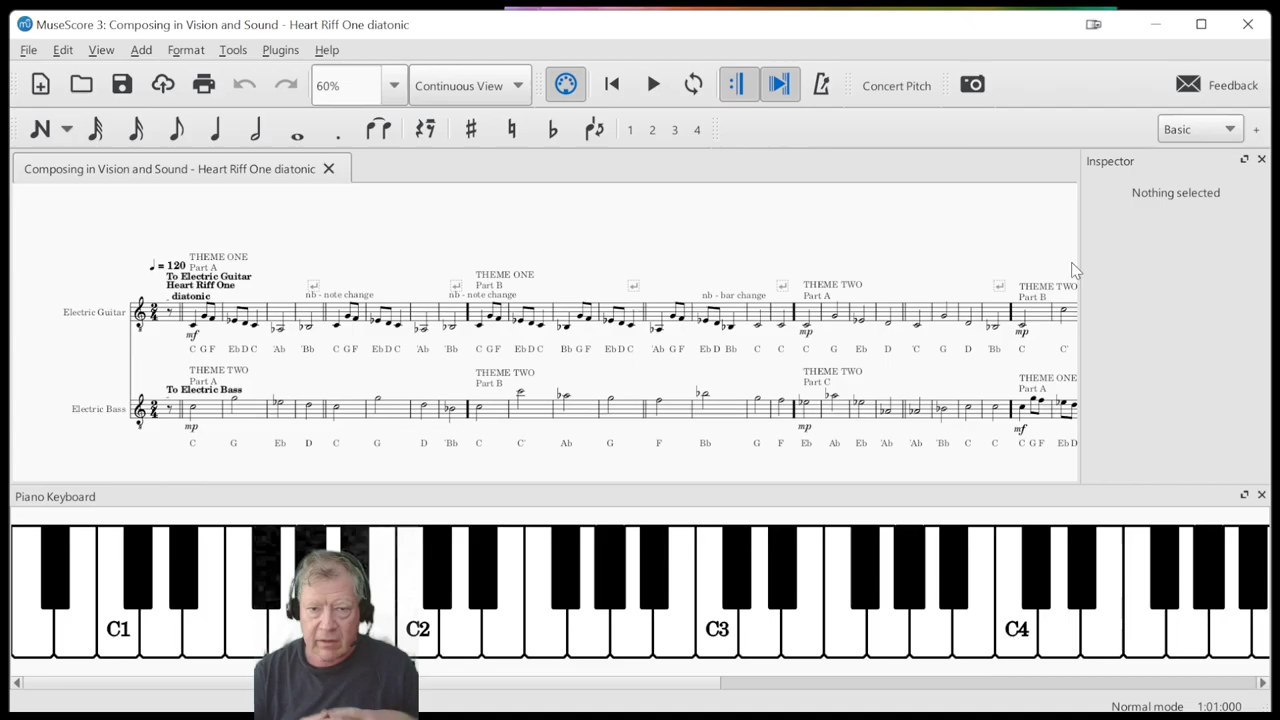 MuseScore 3: Composing in Vision and Sound - Heart Riff One diatonic
File Edit View Add Format Tools Plugins Help
60% Continuous View Concert Pitch Feedback
1 2 3 4 Basic +
Composing in Vision and Sound - Heart Riff One diatonic
Inspector
Nothing selected
THEME ONE
Part A
♩ = 120
To Electric Guitar
Heart Riff One
diatonic
nb - note change
nb - note change
THEME ONE
Part B
nb - bar change
THEME TWO
Part A
THEME TWO
Part B
Electric Guitar
mf mp mp
C G F Eb D C 'Ab 'Bb C G F Eb D C 'Ab 'Bb C G F Eb D C Bb G F Eb D C 'Ab G F Eb D Bb C C C G Eb D C G D 'Bb C C'
THEME TWO
Part A
To Electric Bass
THEME TWO
Part B
THEME TWO
Part C
THEME ONE
Part A
Electric Bass
mp mp mf
C G Eb D C G D 'Bb C C' Ab G F Bb G F Eb Ab Eb 'Ab 'Ab 'Bb C C C G F Eb D
Piano Keyboard
C1 C2 C3 C4
Normal mode 1:01:000